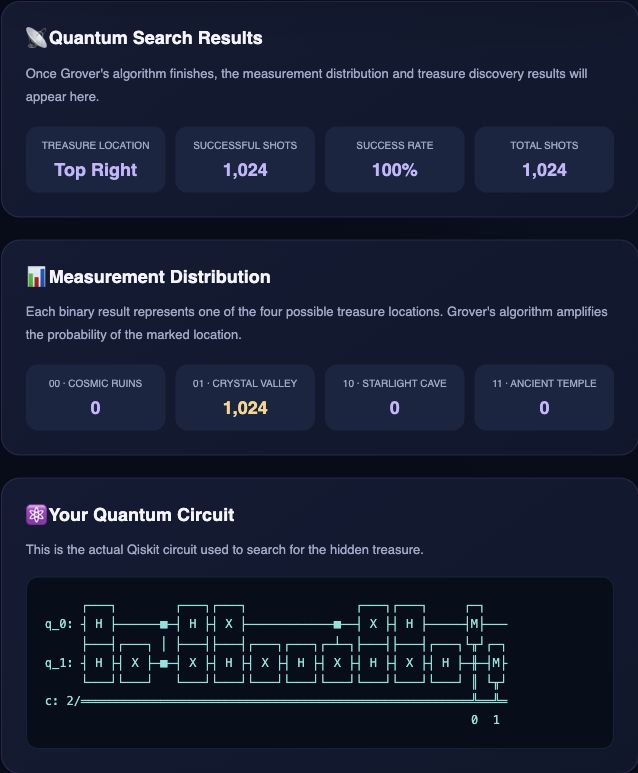 Quantum Search Results
Once Grover's algorithm finishes, the measurement distribution and treasure discovery results will
appear here.
TREASURE LOCATION
Top Right
SUCCESSFUL SHOTS
1,024
SUCCESS RATE
100%
TOTAL SHOTS
1,024
Measurement Distribution
Each binary result represents one of the four possible treasure locations. Grover's algorithm amplifies
the probability of the marked location.
00 · COSMIC RUINS
0
01 · CRYSTAL VALLEY
1,024
10 · STARLIGHT CAVE
0
11 · ANCIENT TEMPLE
0
Your Quantum Circuit
This is the actual Qiskit circuit used to search for the hidden treasure.
q_0: H H X X H M
q_1: H X X H X H X H X H M
c: 2/
0 1